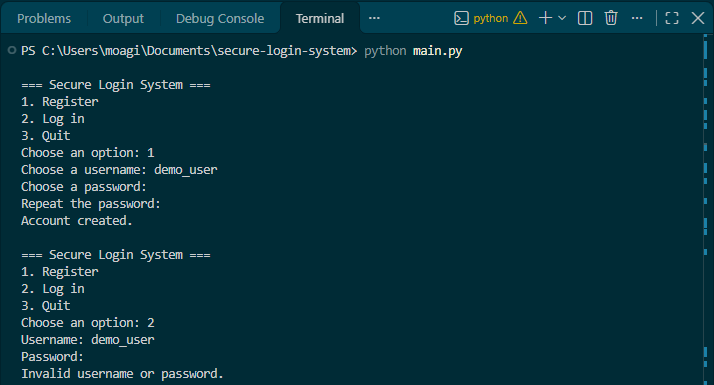 Problems Output Debug Console Terminal ... python
PS C:\Users\moagi\Documents\secure-login-system> python main.py
=== Secure Login System ===
1. Register
2. Log in
3. Quit
Choose an option: 1
Choose a username: demo_user
Choose a password:
Repeat the password:
Account created.
=== Secure Login System ===
1. Register
2. Log in
3. Quit
Choose an option: 2
Username: demo_user
Password:
Invalid username or password.